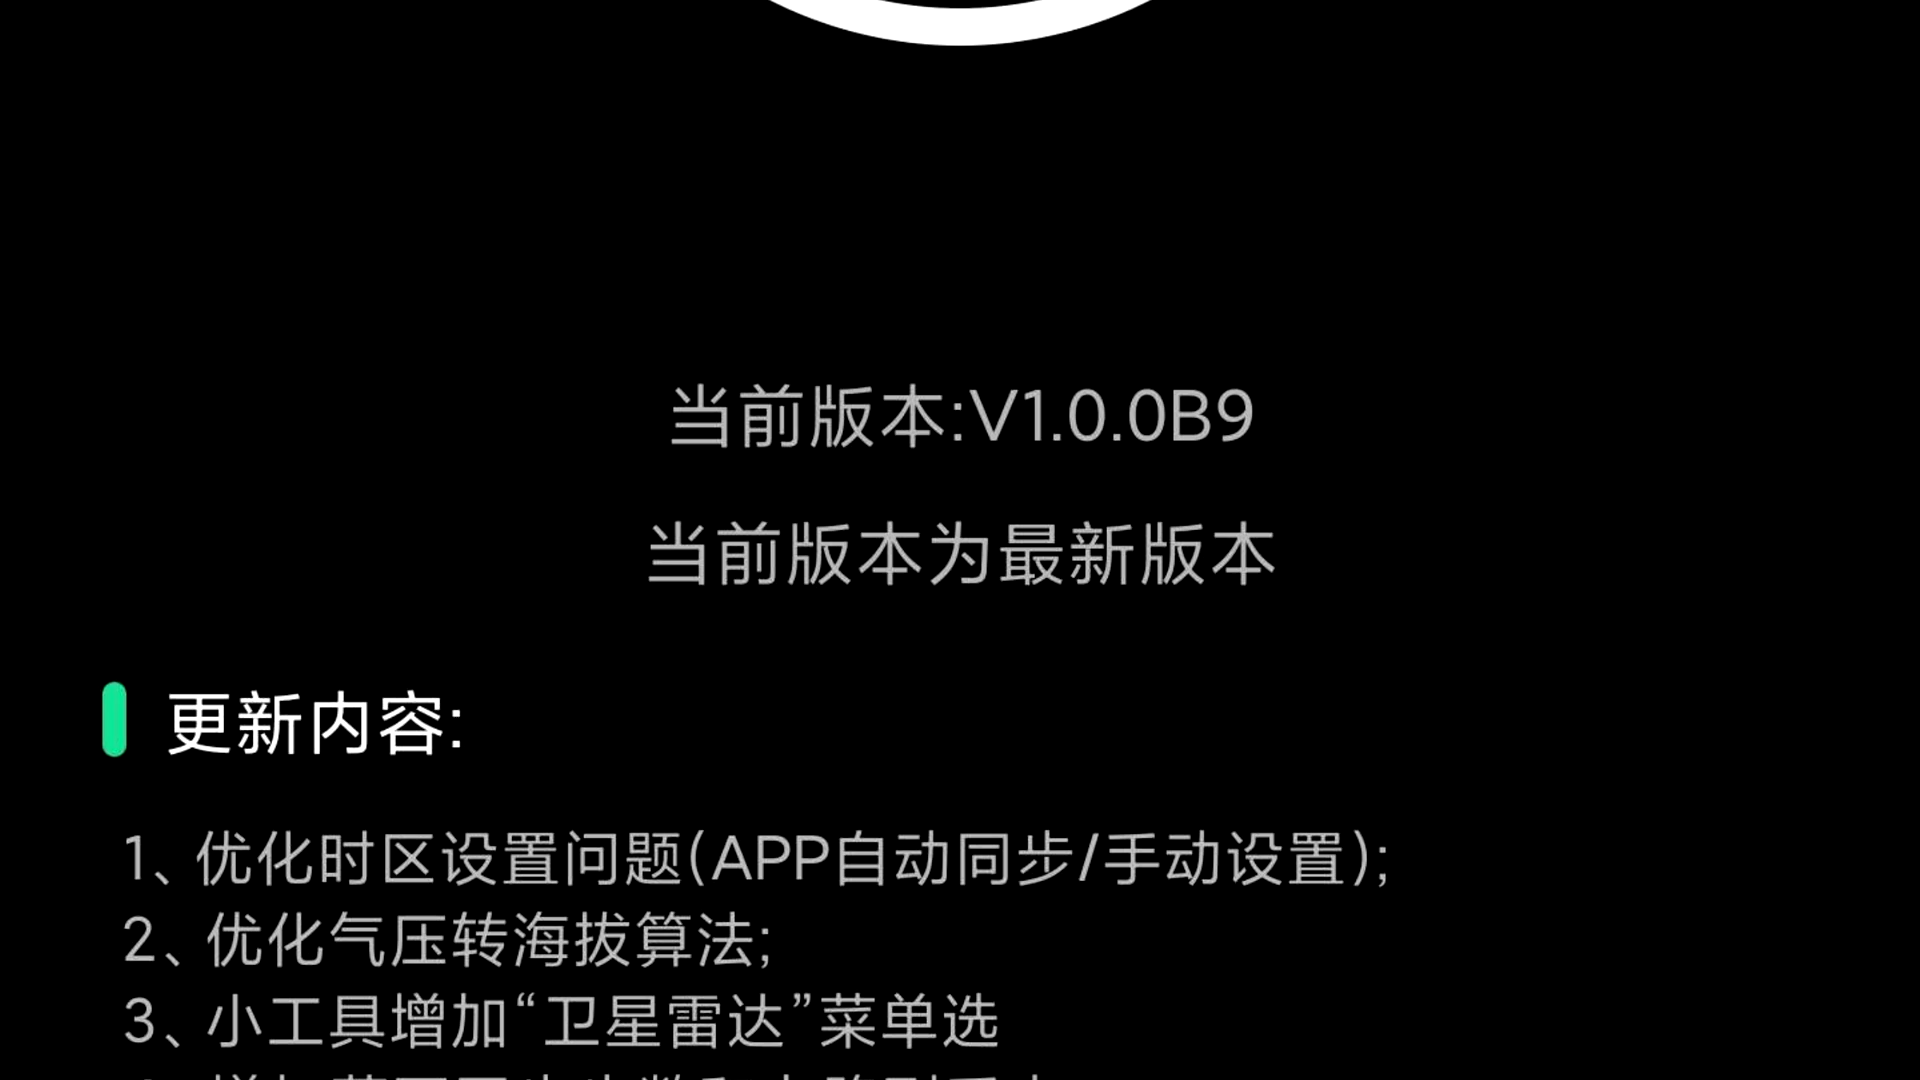 当前版本:V1.0.0B9
当前版本为最新版本
更新内容:
1、优化时区设置问题(APP自动同步/手动设置);
2、优化气压转海拔算法;
3、小工具增加“卫星雷达”菜单选